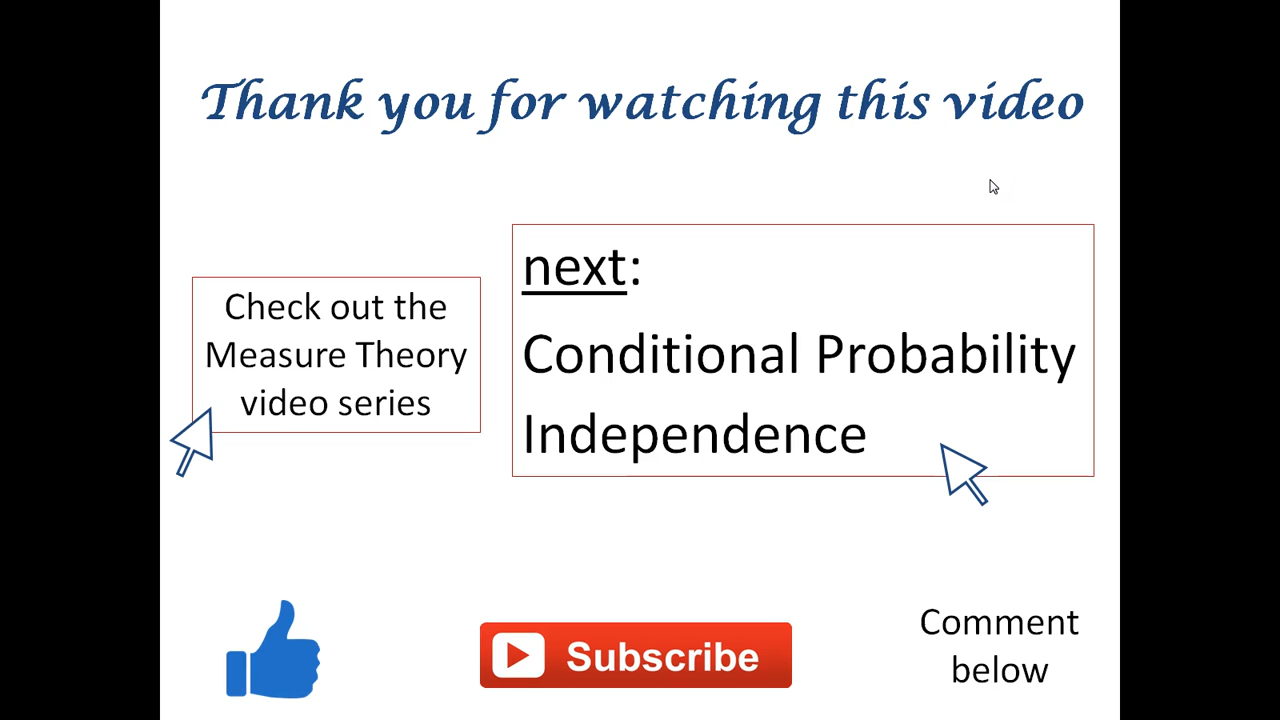 Thank you for watching this video
Check out the
Measure Theory
video series
next:
Conditional Probability
Independence
Subscribe
Comment
below